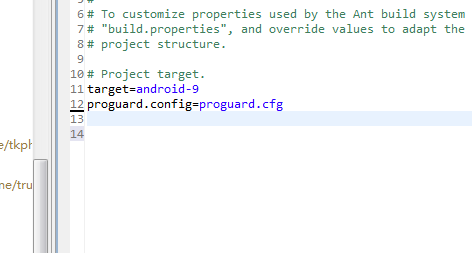 6 # To customize properties used by the Ant build system
7 # "build.properties", and override values to adapt the
8 # project structure.
9
10 # Project target.
11 target=android-9
12 proguard.config=proguard.cfg
13
14
e/tkph
me/tru